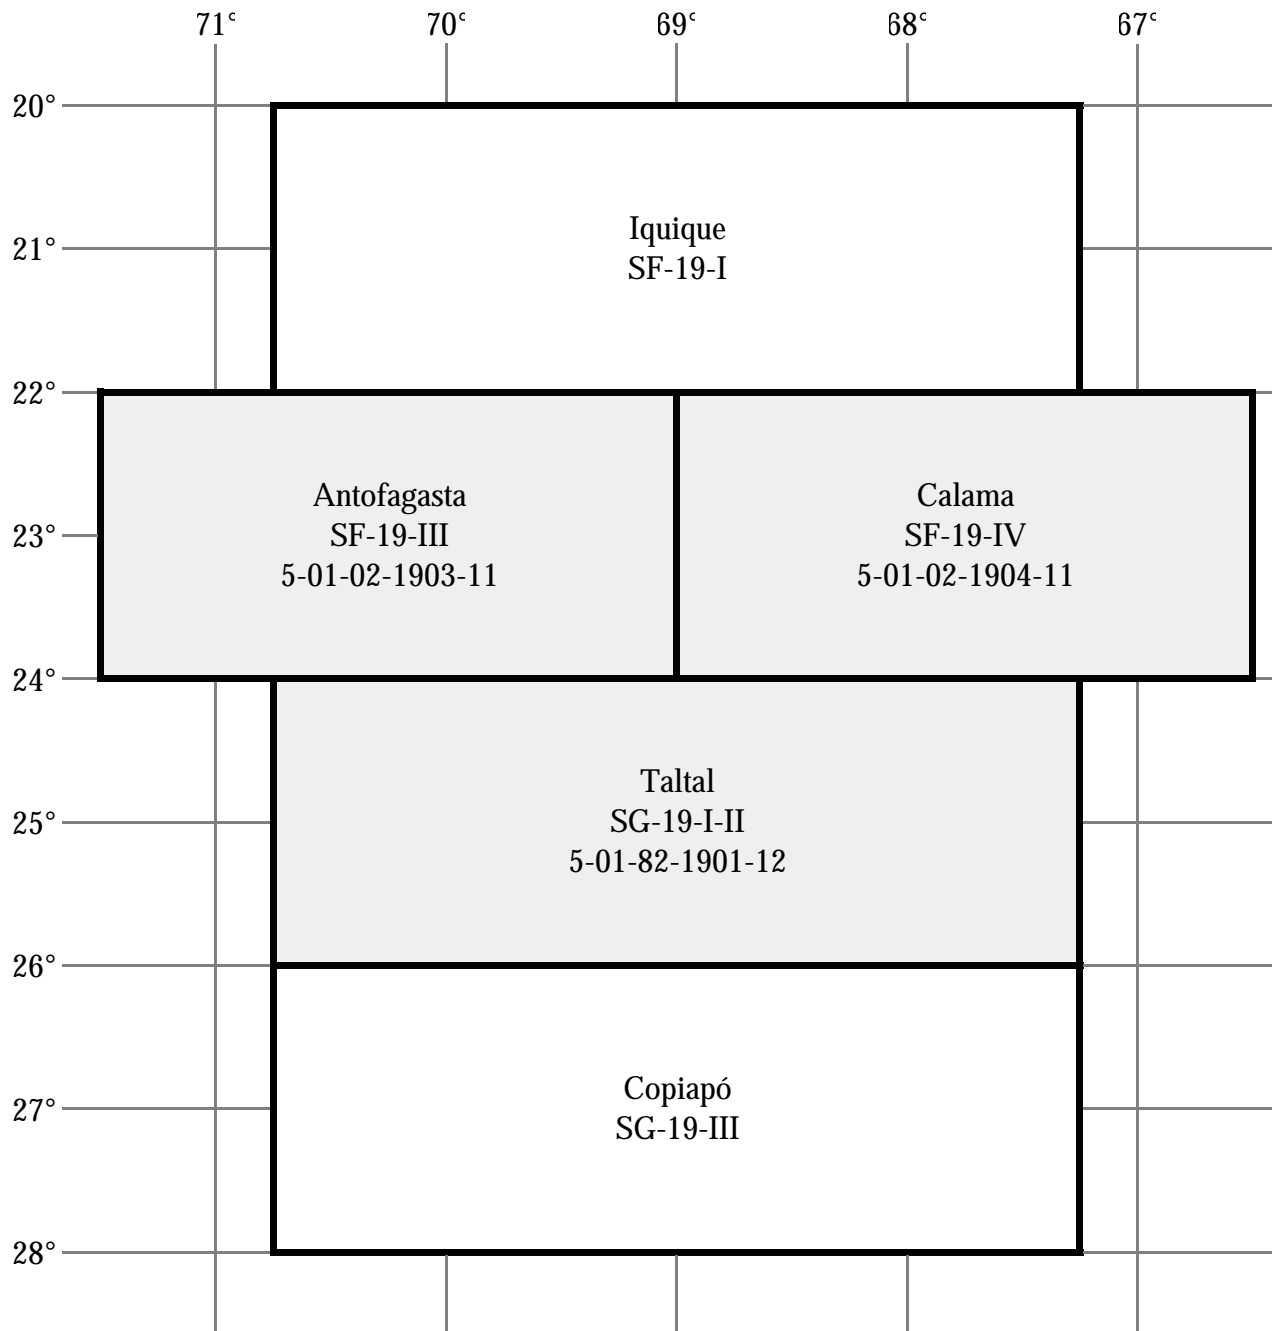 71° 70° 69° 68° 67°
20°
Iquique
21°
SF-19-I
22°
Antofagasta Calama
23° SF-19-III SF-19-IV
5-01-02-1903-11 5-01-02-1904-11
24°
Taltal
25° SG-19-I-II
5-01-82-1901-12
26°
Copiapó
27°
SG-19-III
28°